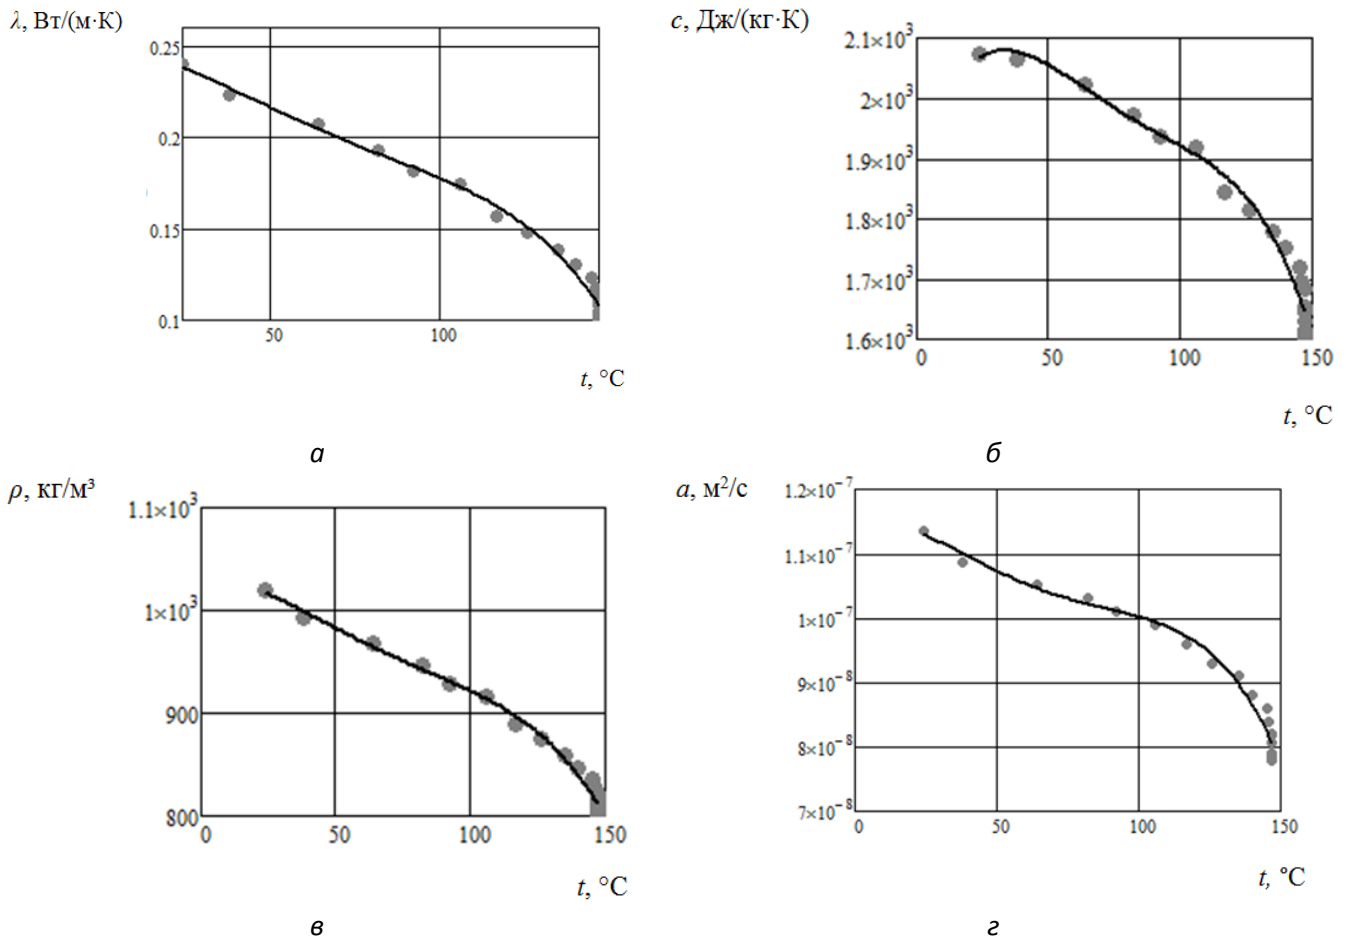 λ, Вт/(м·К)
0.25
0.2
0.15
0.1
50
100
t, °C
а
c, Дж/(кг·К)
2.1×10³
2×10³
1.9×10³
1.8×10³
1.7×10³
1.6×10³
0
50
100
150
t, °C
б
ρ, кг/м³
1.1×10³
1×10³
900
800
0
50
100
150
t, °C
в
a, м²/с
1.2×10⁻⁷
1.1×10⁻⁷
1×10⁻⁷
9×10⁻⁸
8×10⁻⁸
7×10⁻⁸
0
50
100
150
t, °C
г